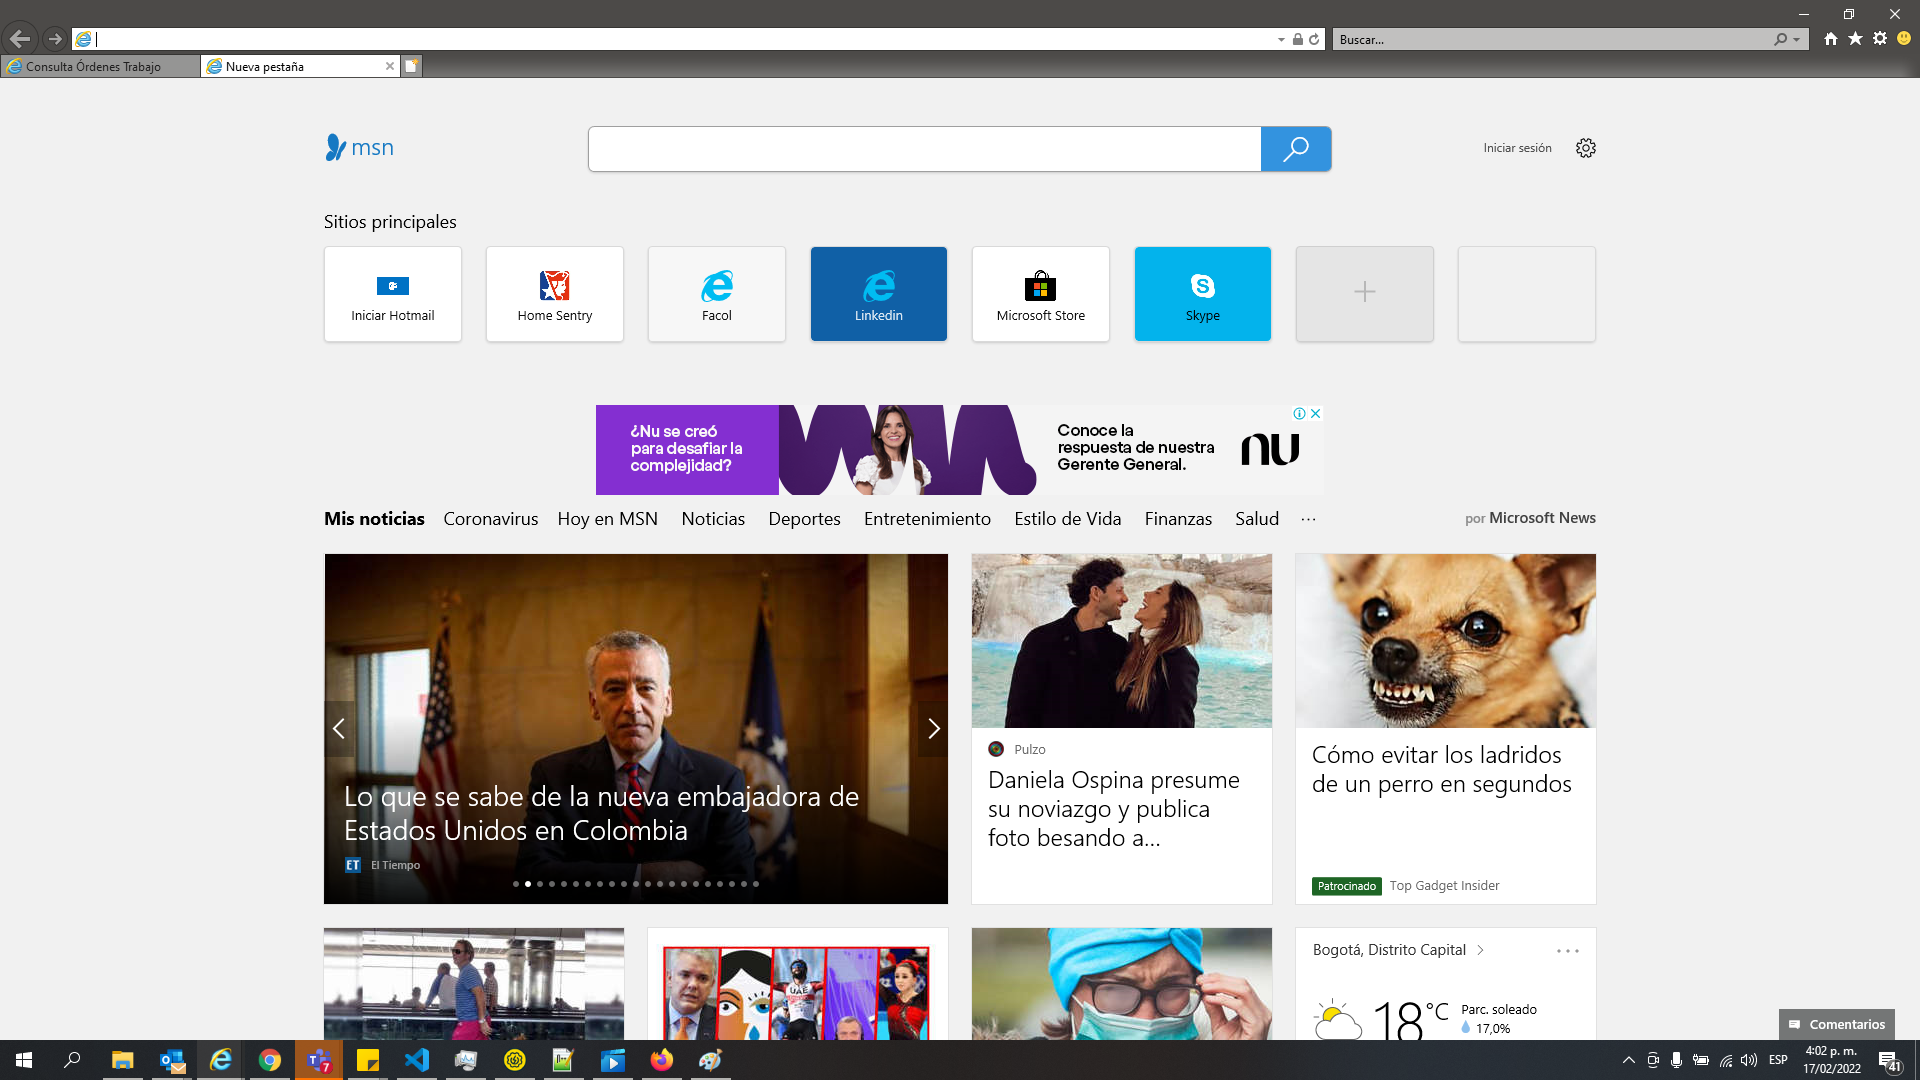 Buscar...
Consulta Órdenes Trabajo
Nueva pestaña
msn
Iniciar sesión
Sitios principales
Iniciar Hotmail
Home Sentry
Facol
Linkedin
Microsoft Store
Skype
¿Nu se creó
para desafiar la
complejidad?
Conoce la
respuesta de nuestra
Gerente General.
nu
Mis noticias
Coronavirus
Hoy en MSN
Noticias
Deportes
Entretenimiento
Estilo de Vida
Finanzas
Salud
...
por Microsoft News
Lo que se sabe de la nueva embajadora de
Estados Unidos en Colombia
ET El Tiempo
Pulzo
Daniela Ospina presume
su noviazgo y publica
foto besando a...
Cómo evitar los ladridos
de un perro en segundos
Patrocinado Top Gadget Insider
UAE
Bogotá, Distrito Capital
18°C
Parc. soleado
17,0%
Comentarios
7
ESP
4:02 p. m.
17/02/2022
41